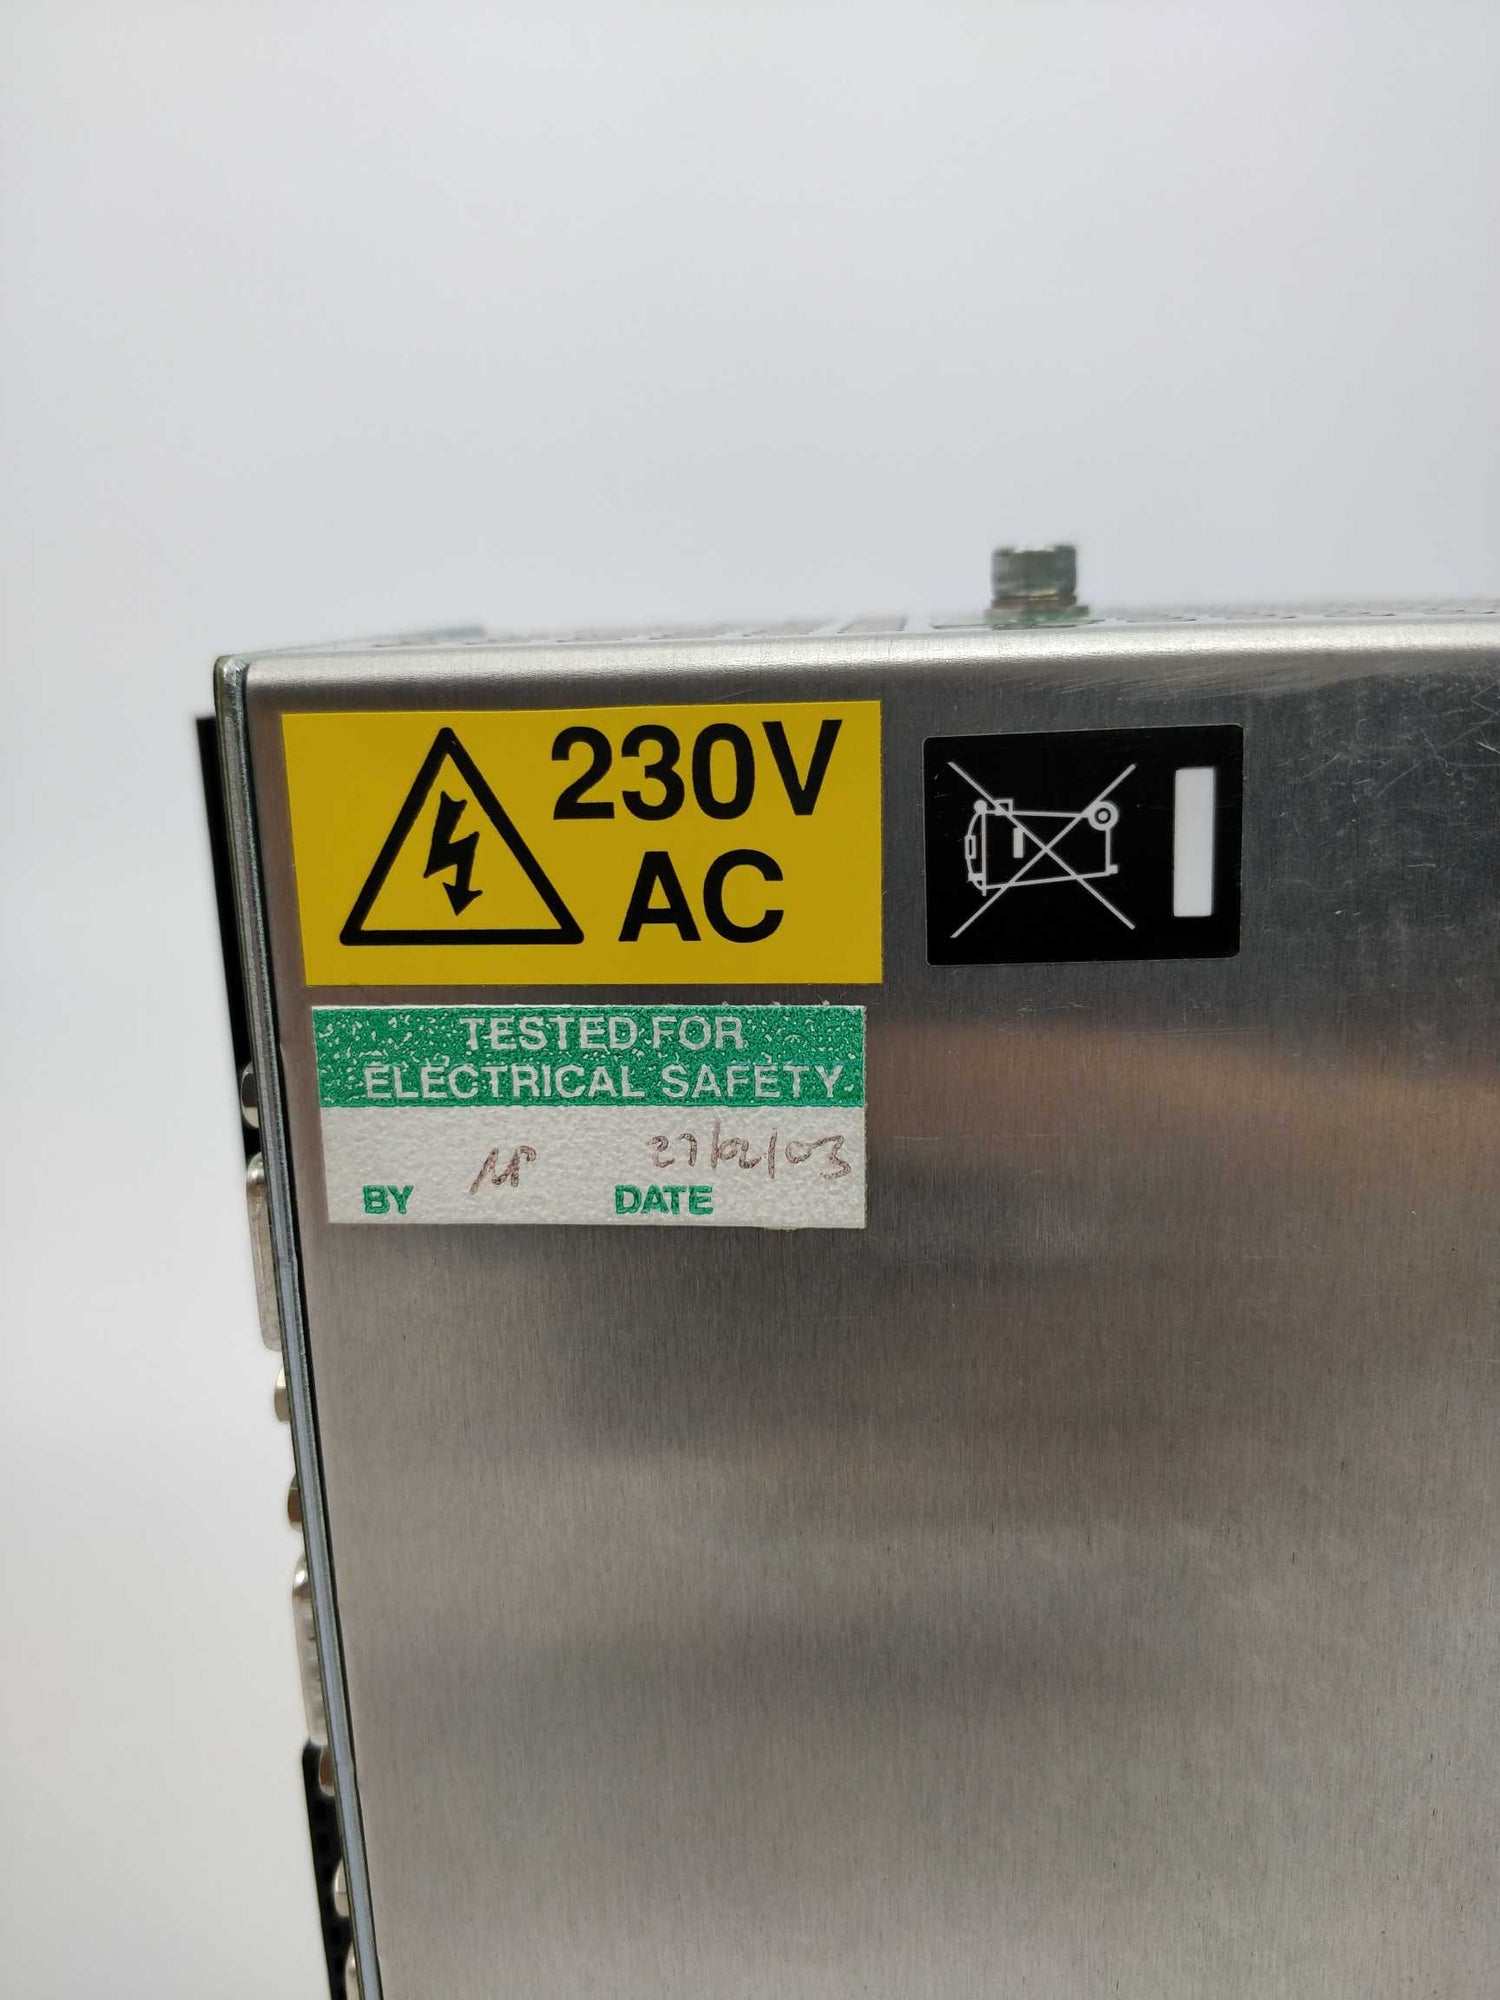 230V
AC
TESTED FOR
ELECTRICAL SAFETY
27/02/03
BY
DATE